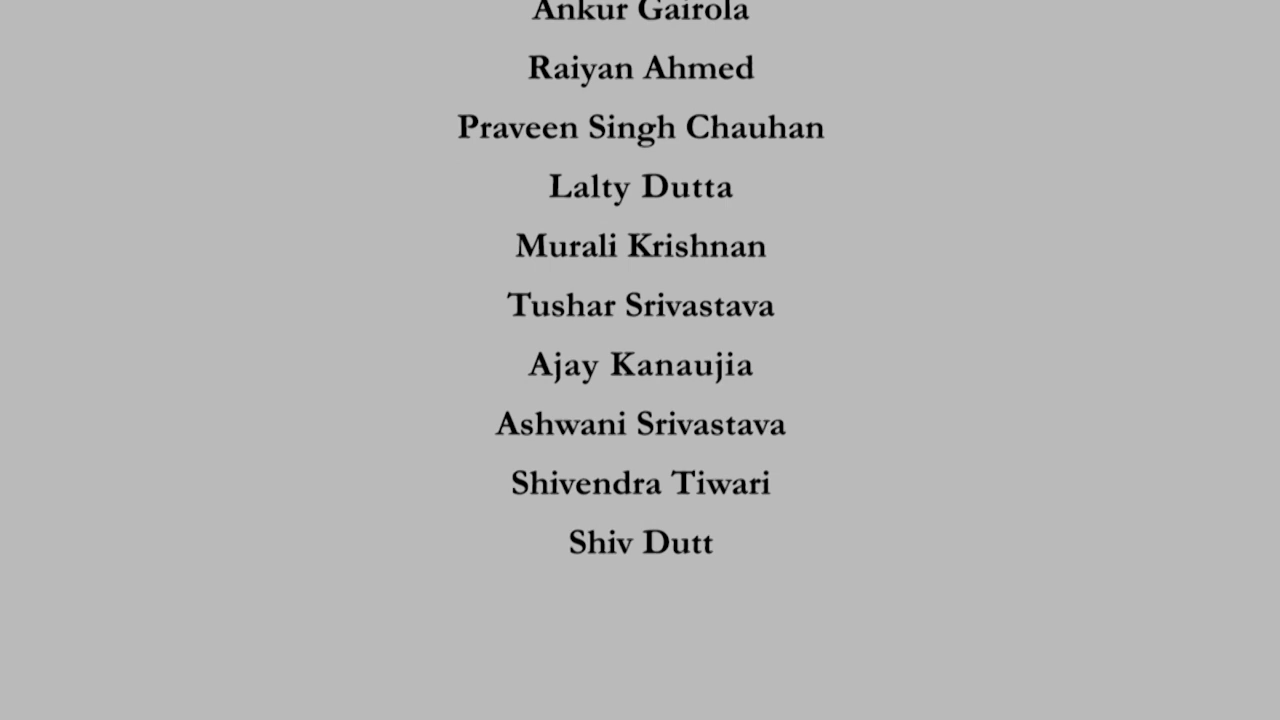 Ankur Gairola
Raiyan Ahmed
Praveen Singh Chauhan
Lalty Dutta
Murali Krishnan
Tushar Srivastava
Ajay Kanaujia
Ashwani Srivastava
Shivendra Tiwari
Shiv Dutt